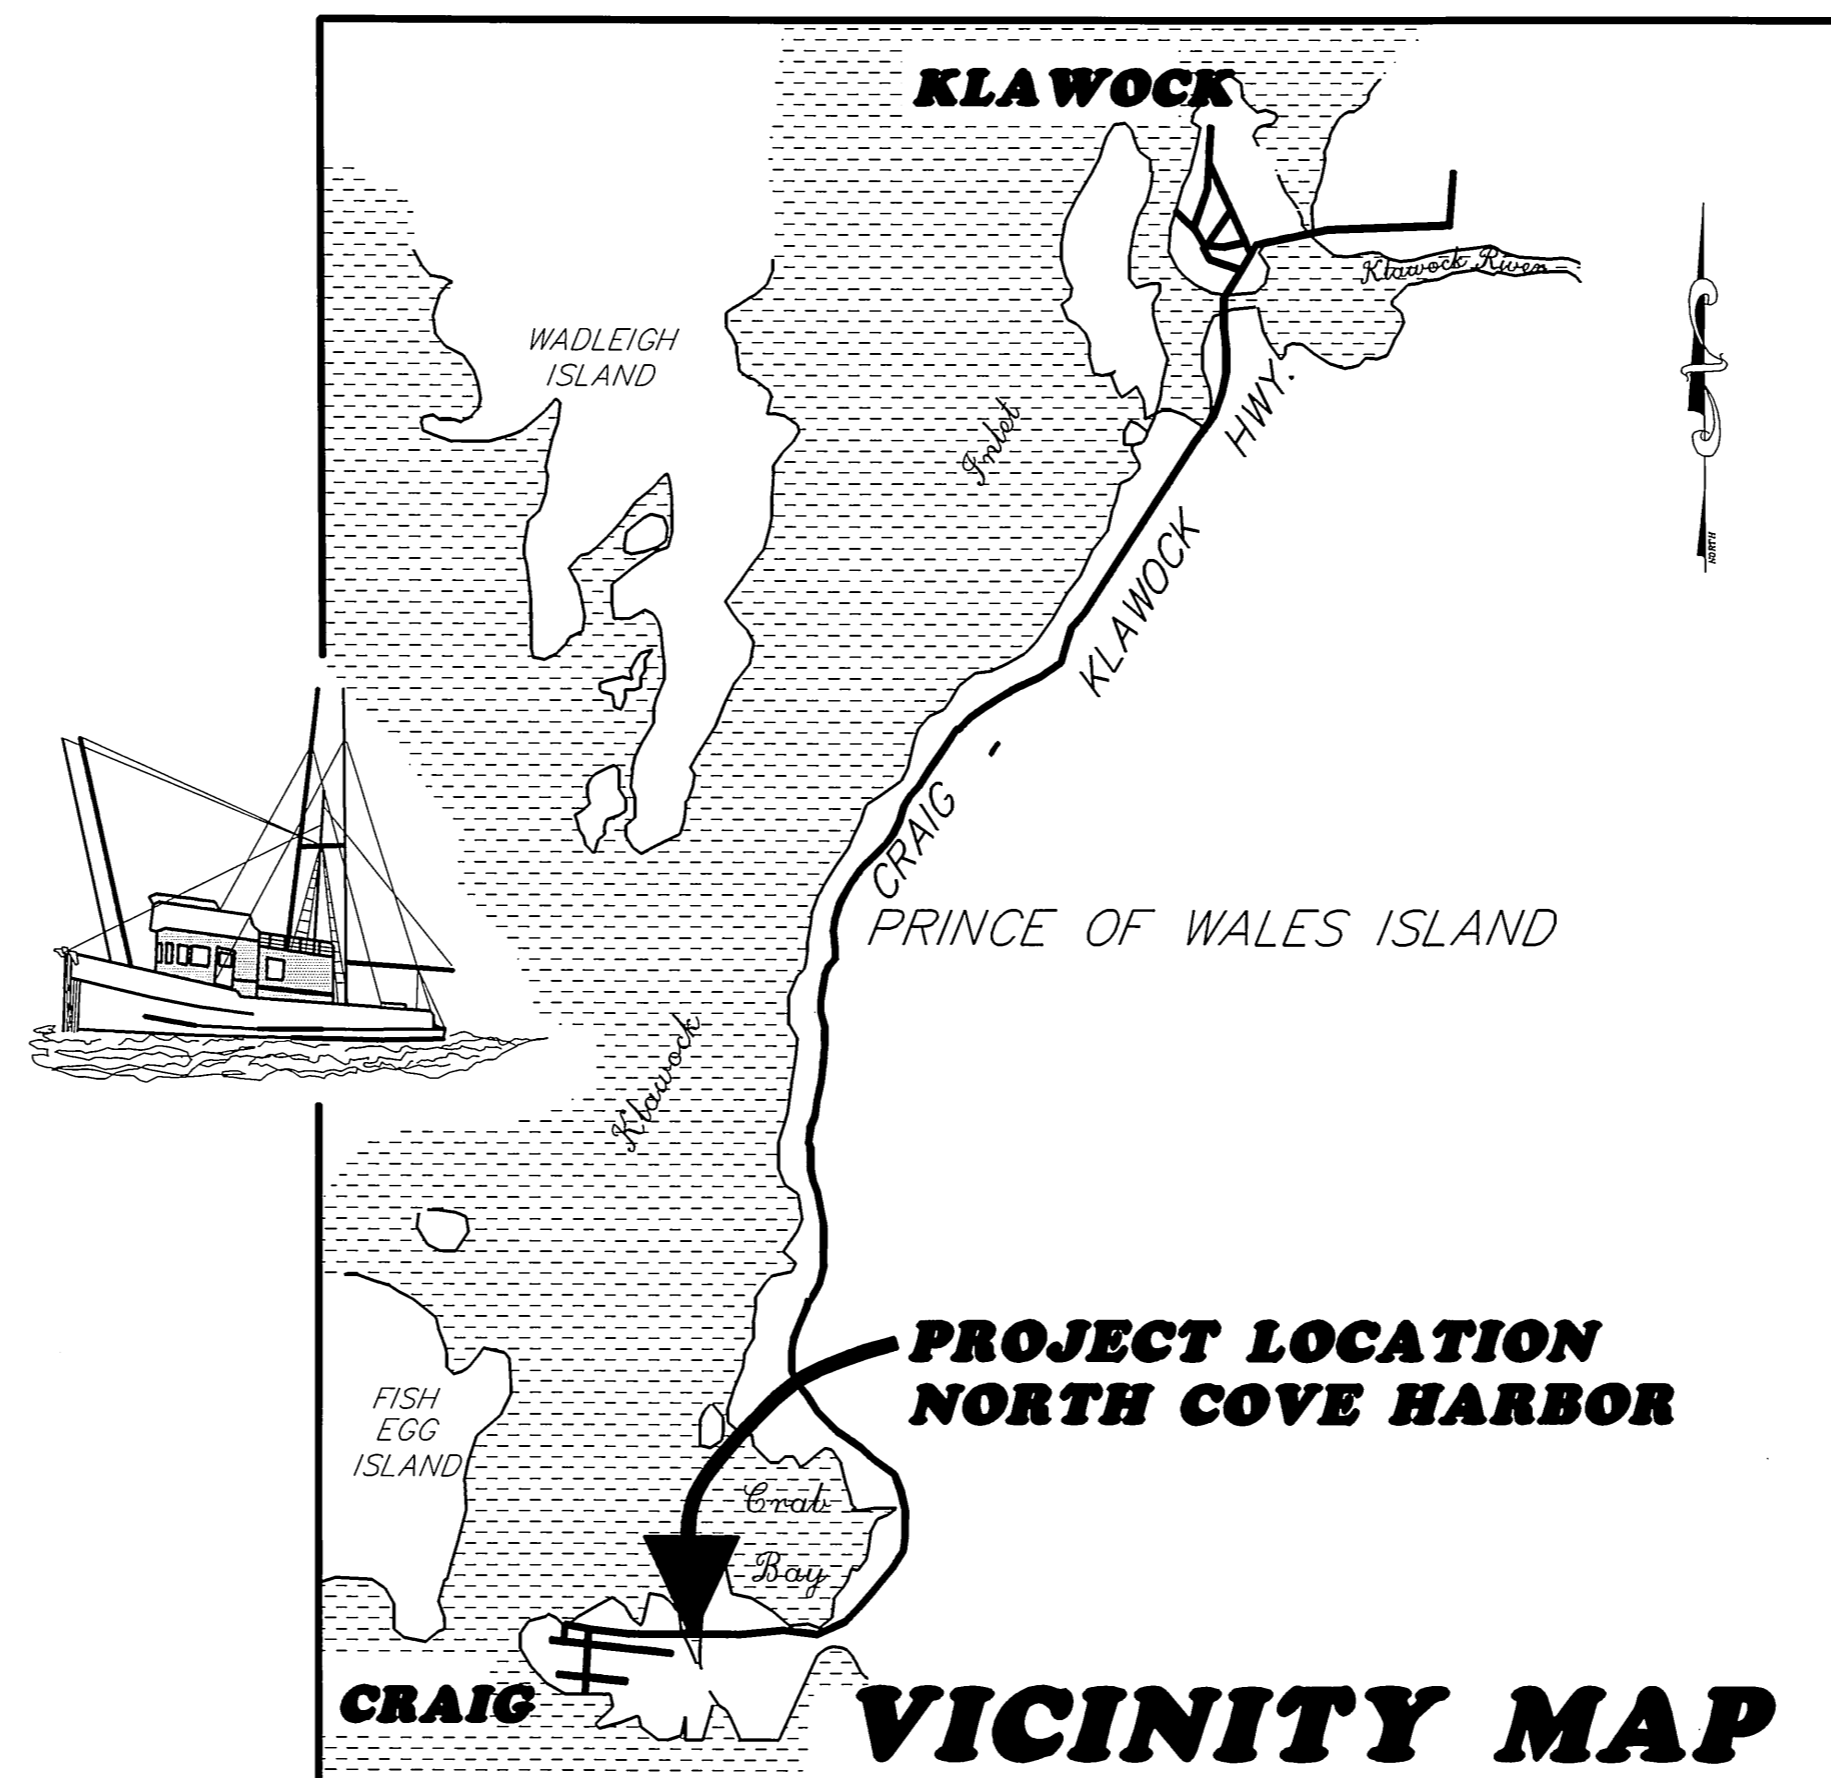 KLAWOCK
Klawock River
WADLEIGH
ISLAND
Inlet
HWY.
KLAWOCK
CRAIG
NORTH
PRINCE OF WALES ISLAND
Klawock
PROJECT LOCATION
NORTH COVE HARBOR
FISH
EGG
ISLAND
Crab
Bay
CRAIG
VICINITY MAP